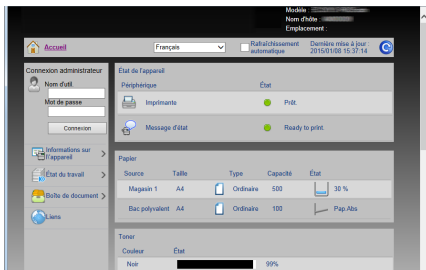 Modèle :
Nom d'hôte :
Emplacement :
Accueil
Français
Rafraîchissement automatique
Dernière mise à jour :
2015/01/08 15:37:14
Connexion administrateur
Nom d'util.
Mot de passe
Connexion
Informations sur l'appareil
État du travail
Boîte de document
Liens
État de l'appareil
Périphérique État
Imprimante Prêt.
Message d'état Ready to print.
Papier
Source Taille Type Capacité État
Magasin 1 A4 Ordinaire 500 30 %
Bac polyvalent A4 Ordinaire 100 Pap.Abs
Toner
Couleur État
Noir 99%